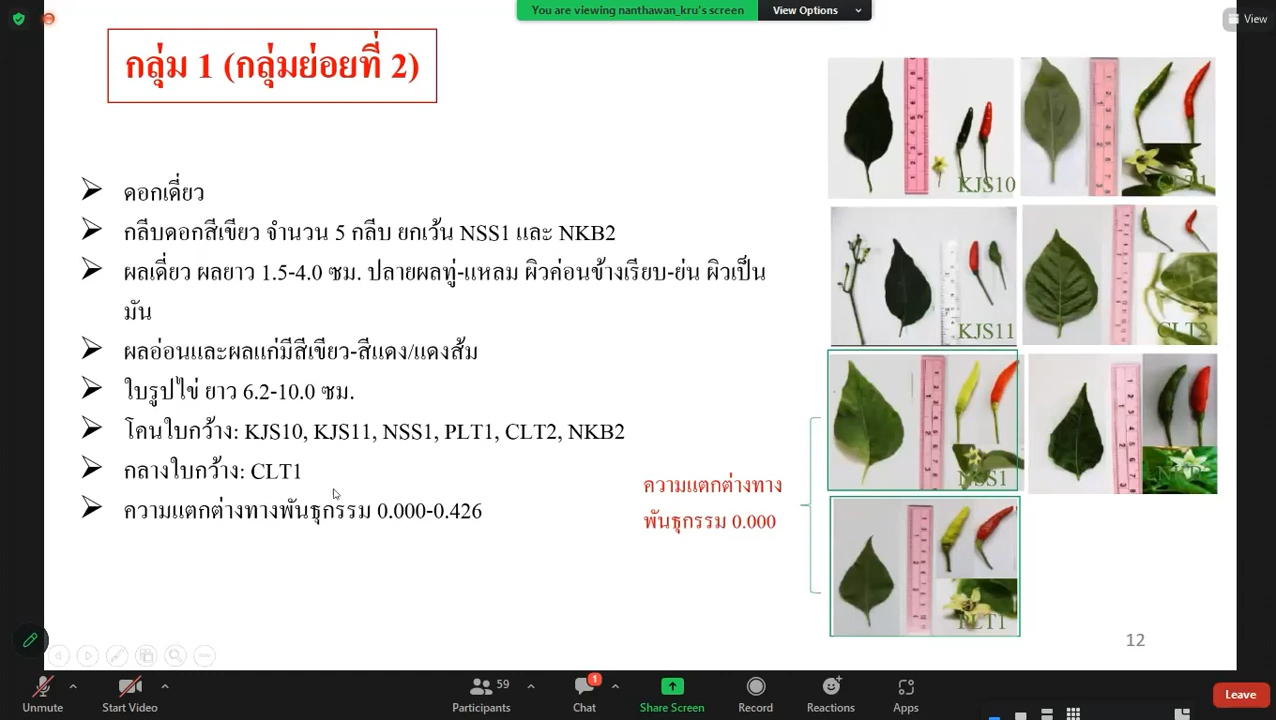 You are viewing nanthawan_kru's screen
View Options
View
กลุ่ม 1 (กลุ่มย่อยที่ 2)
ดอกเดี่ยว
กลีบดอกสีเขียว จำนวน 5 กลีบ ยกเว้น NSS1 และ NKB2
ผลเดี่ยว ผลยาว 1.5-4.0 ซม. ปลายผลทู่-แหลม ผิวค่อนข้างเรียบ-ย่น ผิวเป็น
มัน
ผลอ่อนและผลแก่มีสีเขียว-สีแดง/แดงส้ม
ใบรูปไข่ ยาว 6.2-10.0 ซม.
โคนใบกว้าง: KJS10, KJS11, NSS1, PLT1, CLT2, NKB2
กลางใบกว้าง: CLT1
ความแตกต่างทางพันธุกรรม 0.000-0.426
ความแตกต่างทาง
พันธุกรรม 0.000
KJS10
CLT1
KJS11
CLT2
NSS1
PLT1
12
Unmute
Start Video
59
Participants
1
Chat
Share Screen
Record
Reactions
Apps
Leave